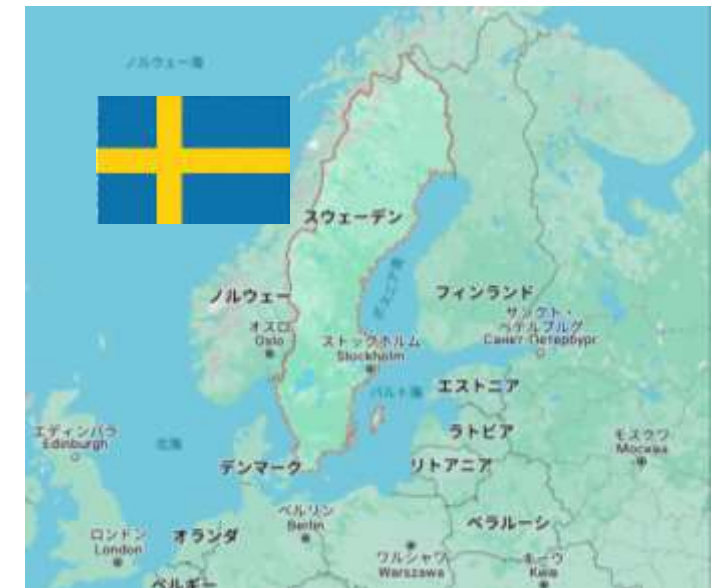 ノルウェー海
スウェーデン
ノルウェー
フィンランド
オスロ
Oslo
サンクト・
ペテルブルグ
Санкт-Петербург
ストックホルム
Stockholm
バルト海
エストニア
エディンバラ
Edinburgh
北海
ラトビア
モスクワ
Москва
デンマーク
リトアニア
ベルリン
Berlin
ロンドン
London
オランダ
ベラルーシ
ワルシャワ
Warszawa
キーウ
Київ
ベルギー